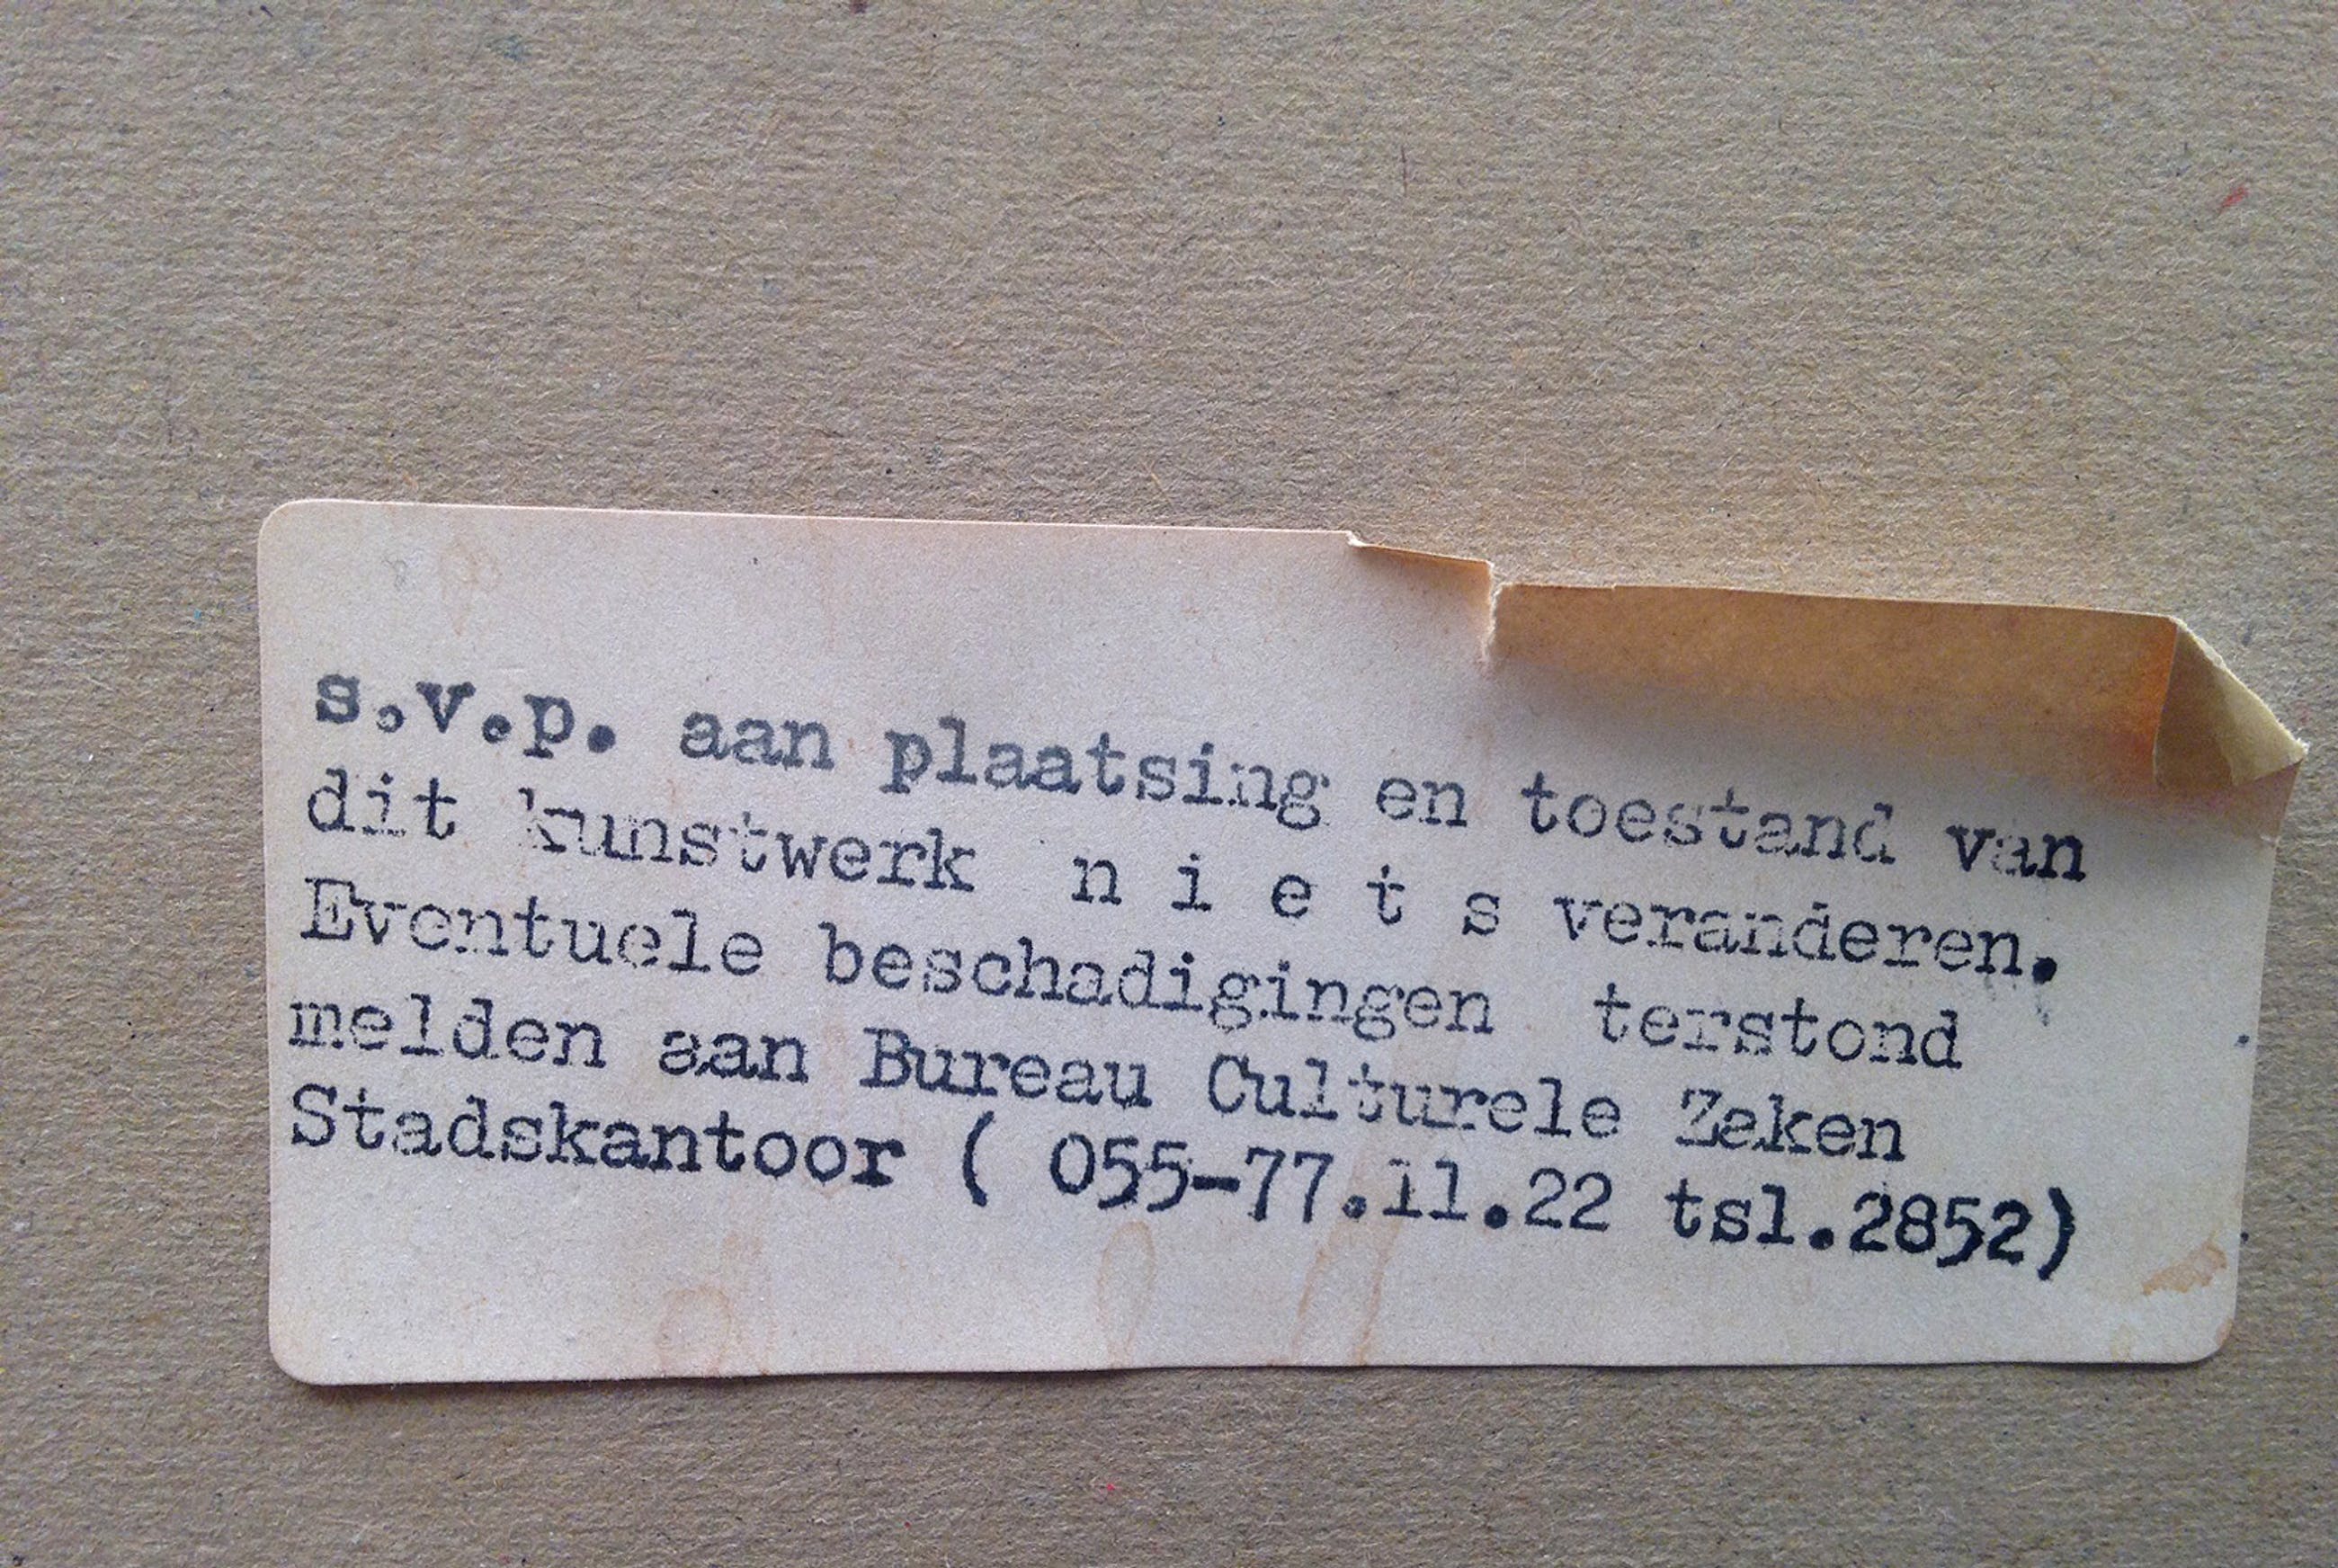 s.v.p. aan plaatsing en toestand van
dit kunstwerk n i e t s veranderen.
Eventuele beschadigingen terstond
melden aan Bureau Culturele Zaken
Stadskantoor ( 055-77.11.22 tsl.2852)